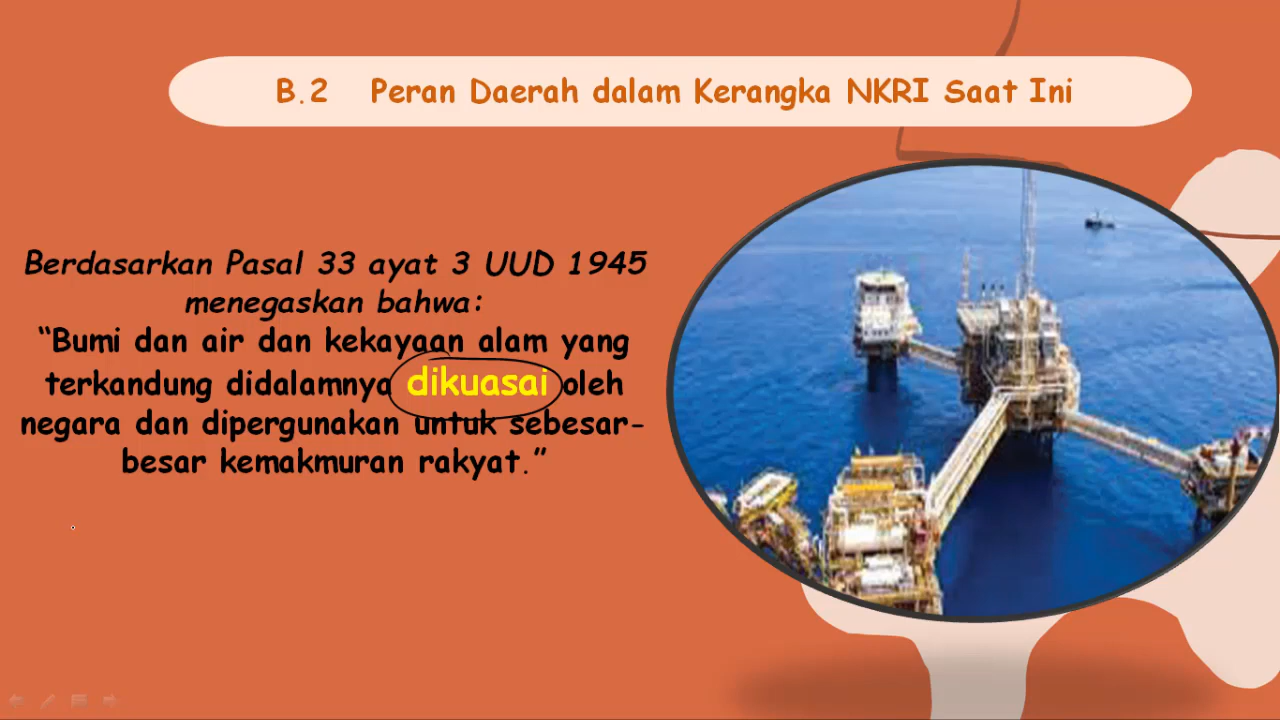 B.2 Peran Daerah dalam Kerangka NKRI Saat Ini
Berdasarkan Pasal 33 ayat 3 UUD 1945
menegaskan bahwa:
“Bumi dan air dan kekayaan alam yang
terkandung didalamnya dikuasai oleh
negara dan dipergunakan untuk sebesar-
besar kemakmuran rakyat.”